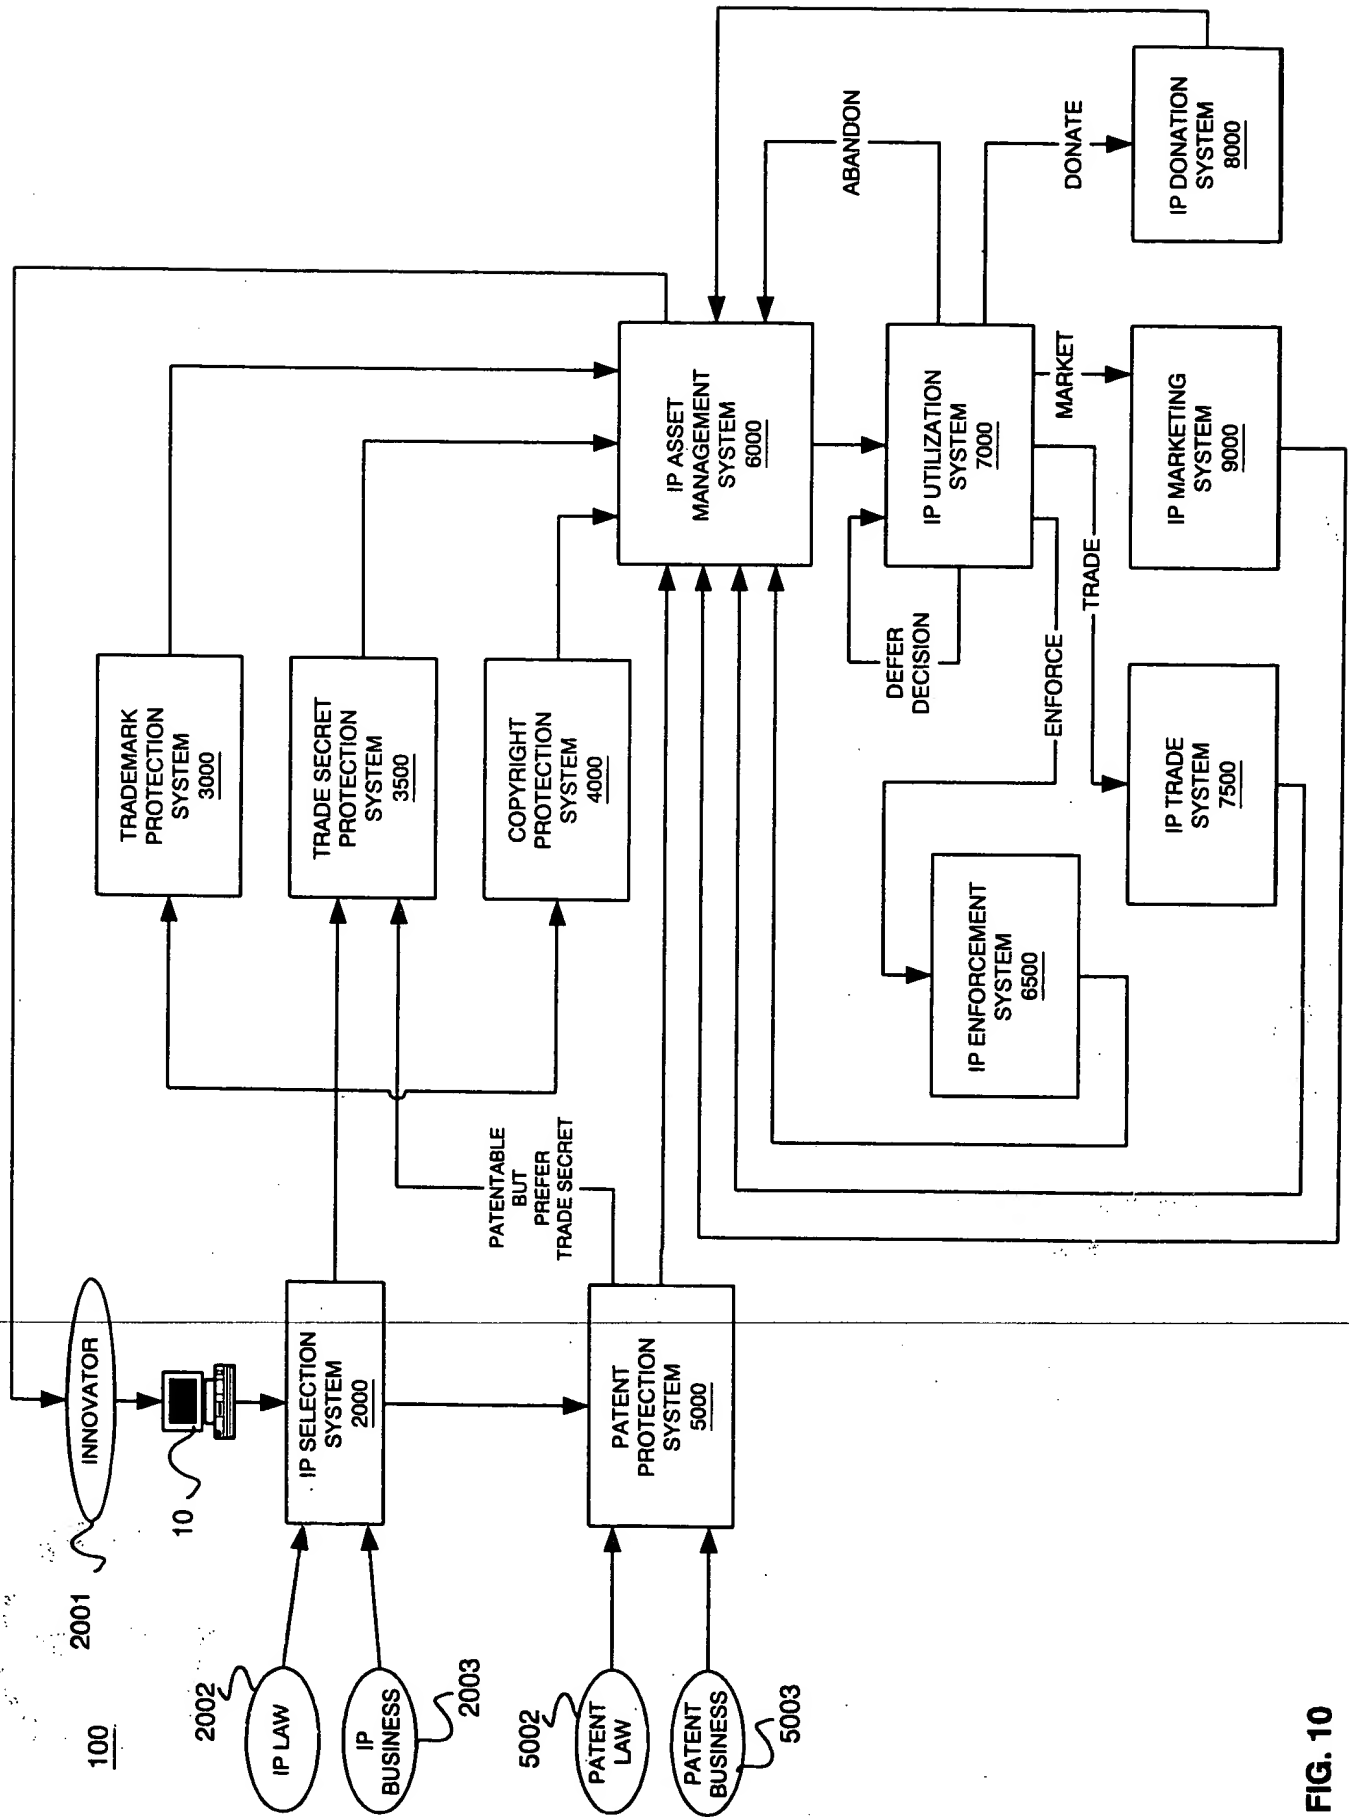 100
2001
INNOVATOR
10
2002
IP LAW
IP
BUSINESS
2003
IP SELECTION
SYSTEM
2000
5002
PATENT
LAW
PATENT
BUSINESS
5003
PATENT
PROTECTION
SYSTEM
5000
PATENTABLE
BUT
PREFER
TRADE SECRET
TRADEMARK
PROTECTION
SYSTEM
3000
TRADE SECRET
PROTECTION
SYSTEM
3500
COPYRIGHT
PROTECTION
SYSTEM
4000
IP ASSET
MANAGEMENT
SYSTEM
6000
IP UTILIZATION
SYSTEM
7000
DEFER
DECISION
ENFORCE
TRADE
MARKET
ABANDON
DONATE
IP ENFORCEMENT
SYSTEM
6500
IP TRADE
SYSTEM
7500
IP MARKETING
SYSTEM
9000
IP DONATION
SYSTEM
8000
FIG. 10